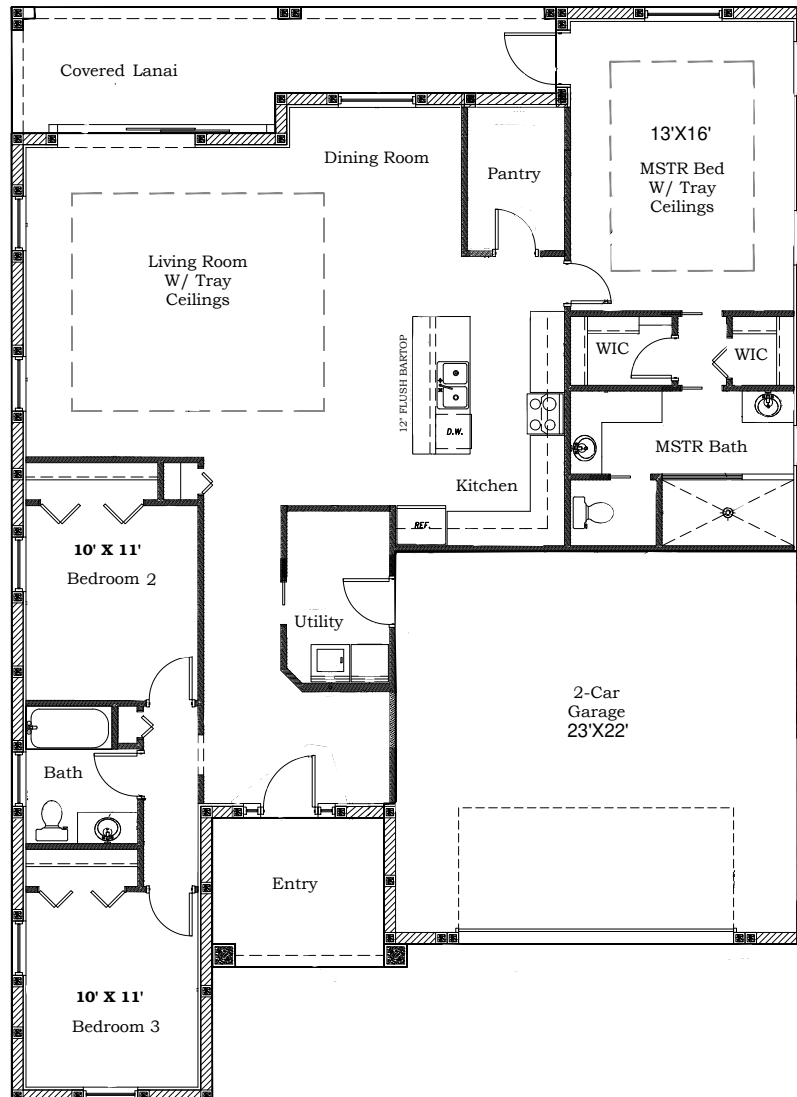 Covered Lanai
Dining Room
Pantry
13'X16'
MSTR Bed
W/ Tray
Ceilings
Living Room
W/ Tray
Ceilings
WIC
WIC
12" FLUSH BARTOP
D.W.
MSTR Bath
Kitchen
REF.
10' X 11'
Bedroom 2
Utility
2-Car
Garage
23'X22'
Bath
Entry
10' X 11'
Bedroom 3